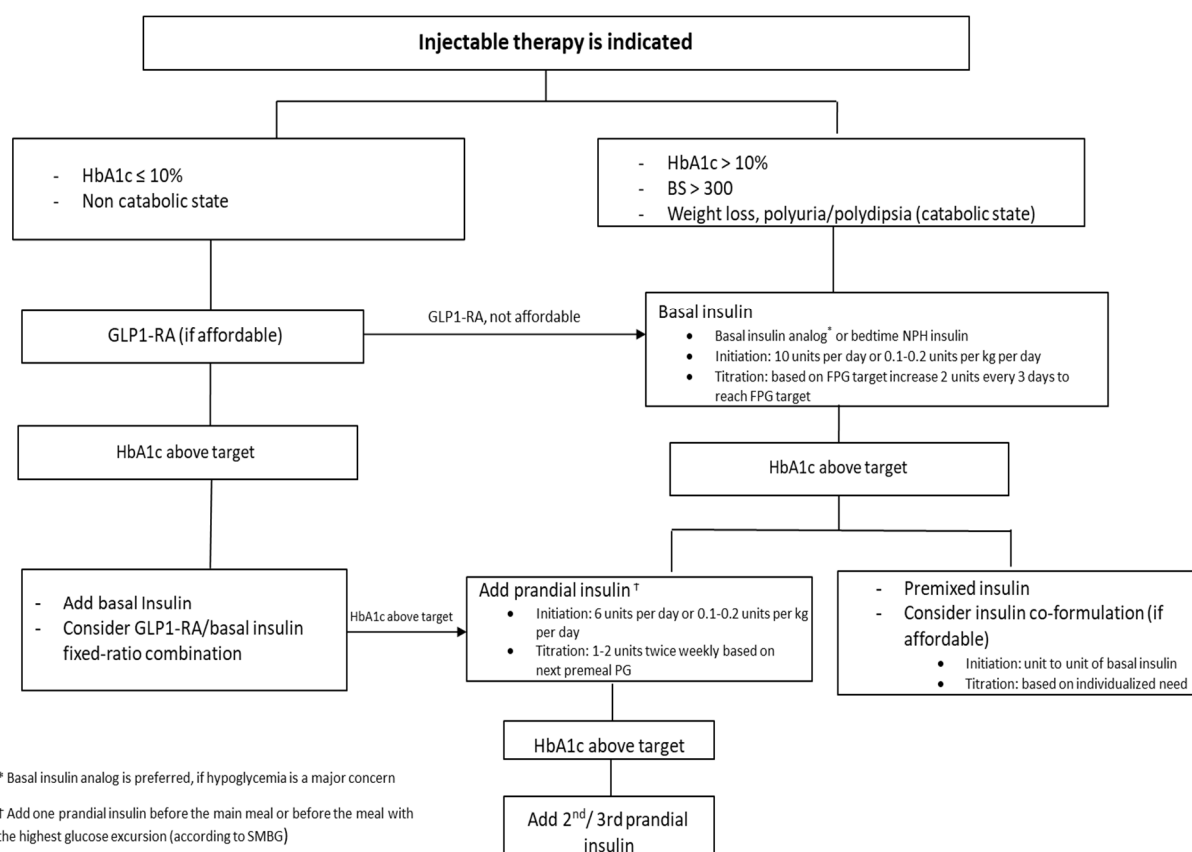 Injectable therapy is indicated
- HbA1c ≤ 10%
- Non catabolic state
- HbA1c > 10%
- BS > 300
- Weight loss, polyuria/polydipsia (catabolic state)
GLP1-RA (if affordable)
GLP1-RA, not affordable
Basal insulin
• Basal insulin analog* or bedtime NPH insulin
• Initiation: 10 units per day or 0.1-0.2 units per kg per day
• Titration: based on FPG target increase 2 units every 3 days to
reach FPG target
HbA1c above target
HbA1c above target
- Add basal Insulin
- Consider GLP1-RA/basal insulin
fixed-ratio combination
HbA1c above target
Add prandial insulin †
• Initiation: 6 units per day or 0.1-0.2 units per kg
per day
• Titration: 1-2 units twice weekly based on
next premeal PG
- Premixed insulin
- Consider insulin co-formulation (if
affordable)
• Initiation: unit to unit of basal insulin
• Titration: based on individualized need
HbA1c above target
Add 2nd/ 3rd prandial
insulin
* Basal insulin analog is preferred, if hypoglycemia is a major concern
† Add one prandial insulin before the main meal or before the meal with
the highest glucose excursion (according to SMBG)